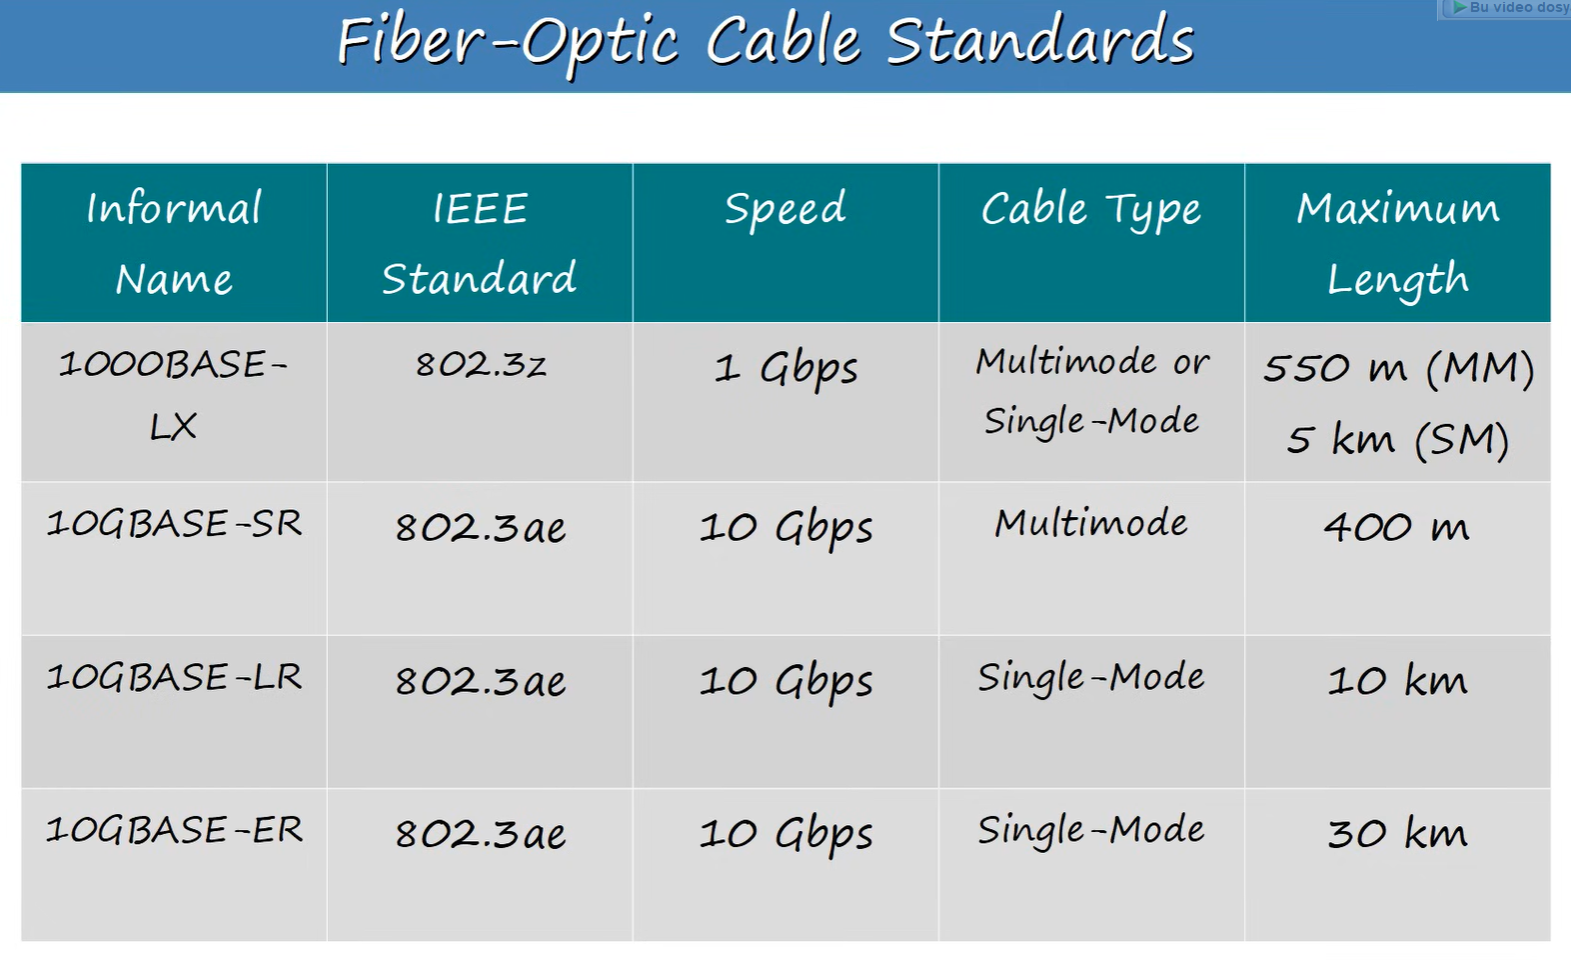 Bu video dosy
Fiber-Optic Cable Standards
Informal Name
IEEE Standard
Speed
Cable Type
Maximum Length
1000BASE-LX
802.3z
1 Gbps
Multimode or Single-Mode
550 m (MM)
5 km (SM)
10GBASE-SR
802.3ae
10 Gbps
Multimode
400 m
10GBASE-LR
802.3ae
10 Gbps
Single-Mode
10 km
10GBASE-ER
802.3ae
10 Gbps
Single-Mode
30 km